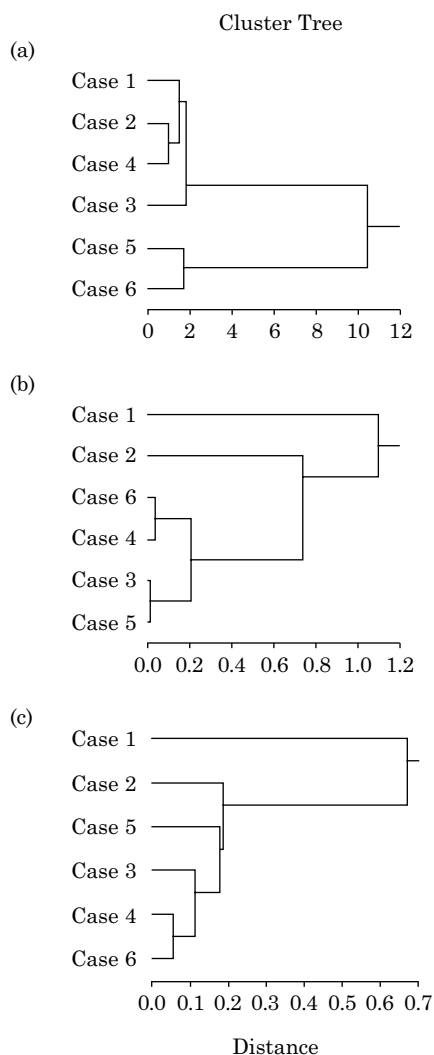 Cluster Tree
(a)
Case 1
Case 2
Case 4
Case 3
Case 5
Case 6
0 2 4 6 8 10 12
(b)
Case 1
Case 2
Case 6
Case 4
Case 3
Case 5
0.0 0.2 0.4 0.6 0.8 1.0 1.2
(c)
Case 1
Case 2
Case 5
Case 3
Case 4
Case 6
0.0 0.1 0.2 0.3 0.4 0.5 0.6 0.7
Distance